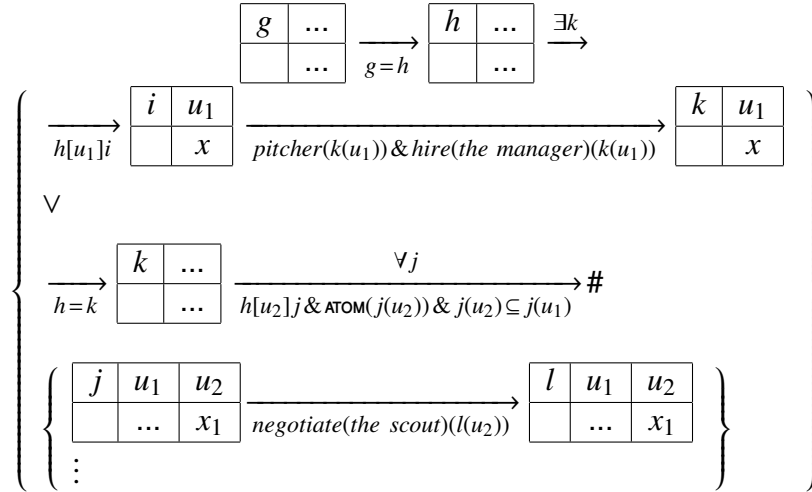 g ... h ... ∃k
g = h
... ...
i u₁ k u₁
h[u₁]i x pitcher(k(u₁)) & hire(the manager)(k(u₁)) x
∨
k ... ∀j
h = k ... h[u₂]j & ATOM(j(u₂)) & j(u₂) ⊆ j(u₁) #
j u₁ u₂ l u₁ u₂
... x₁ negotiate(the scout)(l(u₂)) ... x₁
⋮